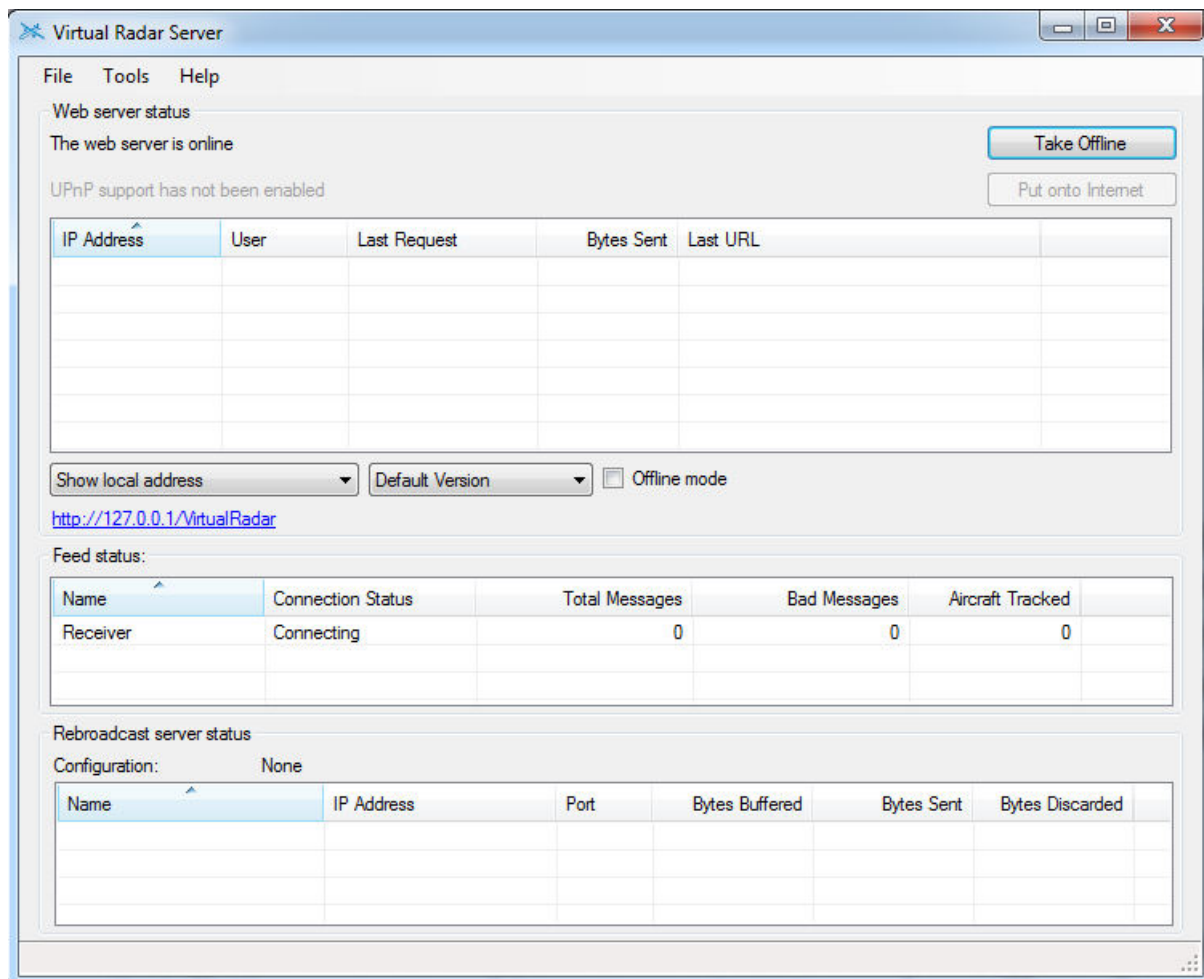 Virtual Radar Server
File Tools Help
Web server status
The web server is online
Take Offline
UPnP support has not been enabled
Put onto Internet
IP Address User Last Request Bytes Sent Last URL
Show local address Default Version Offline mode
http://127.0.0.1/VirtualRadar
Feed status:
Name Connection Status Total Messages Bad Messages Aircraft Tracked
Receiver Connecting 0 0 0
Rebroadcast server status
Configuration: None
Name IP Address Port Bytes Buffered Bytes Sent Bytes Discarded